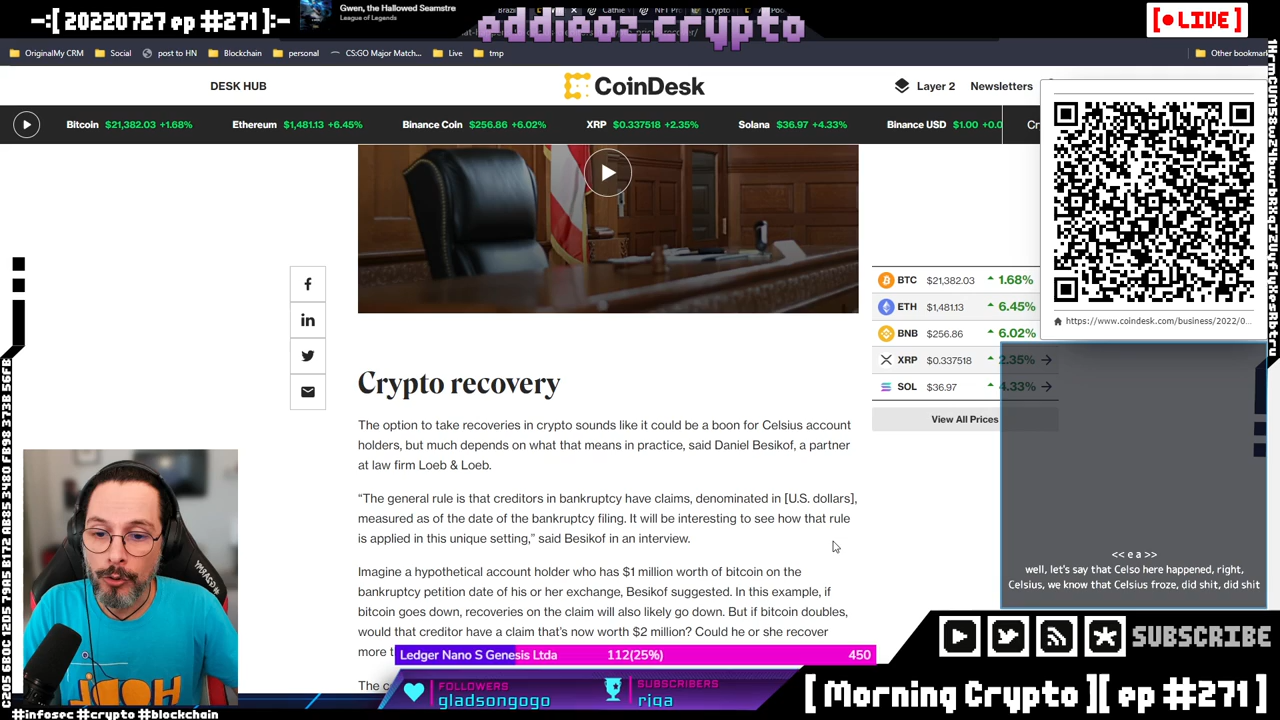 -:[ 20220727 ep #271 ]:-
Gwen, the Hallowed Seamstre
League of Legends
eddieoz.crypto
[ LIVE ]
OriginalMy CRM
Social
post to HN
Blockchain
personal
CS:GO Major Match...
Live
tmp
Other bookmar
DESK HUB
CoinDesk
Layer 2
Newsletters
Bitcoin $21,382.03 +1.68%
Ethereum $1,481.13 +6.45%
Binance Coin $256.86 +6.02%
XRP $0.337518 +2.35%
Solana $36.97 +4.33%
Binance USD $1.00 +0.0
Cr
https://www.coindesk.com/business/2022/0...
BTC $21,382.03 1.68%
ETH $1,481.13 6.45%
BNB $256.86 6.02%
XRP $0.337518 2.35%
SOL $36.97 4.33%
View All Prices
Crypto recovery
The option to take recoveries in crypto sounds like it could be a boon for Celsius account
holders, but much depends on what that means in practice, said Daniel Besikof, a partner
at law firm Loeb & Loeb.
“The general rule is that creditors in bankruptcy have claims, denominated in [U.S. dollars],
measured as of the date of the bankruptcy filing. It will be interesting to see how that rule
is applied in this unique setting,” said Besikof in an interview.
Imagine a hypothetical account holder who has $1 million worth of bitcoin on the
bankruptcy petition date of his or her exchange, Besikof suggested. In this example, if
bitcoin goes down, recoveries on the claim will also likely go down. But if bitcoin doubles,
would that creditor have a claim that's now worth $2 million? Could he or she recover
more
<< e a >>
well, let's say that Celso here happened, right,
Celsius, we know that Celsius froze, did shit, did shit
Ledger Nano S Genesis Ltda 112(25%) 450
FOLLOWERS
gladsongogo
SUBSCRIBERS
riga
SUBSCRIBE
[ Morning Crypto ][ ep #271 ]
#infosec #crypto #blockchain